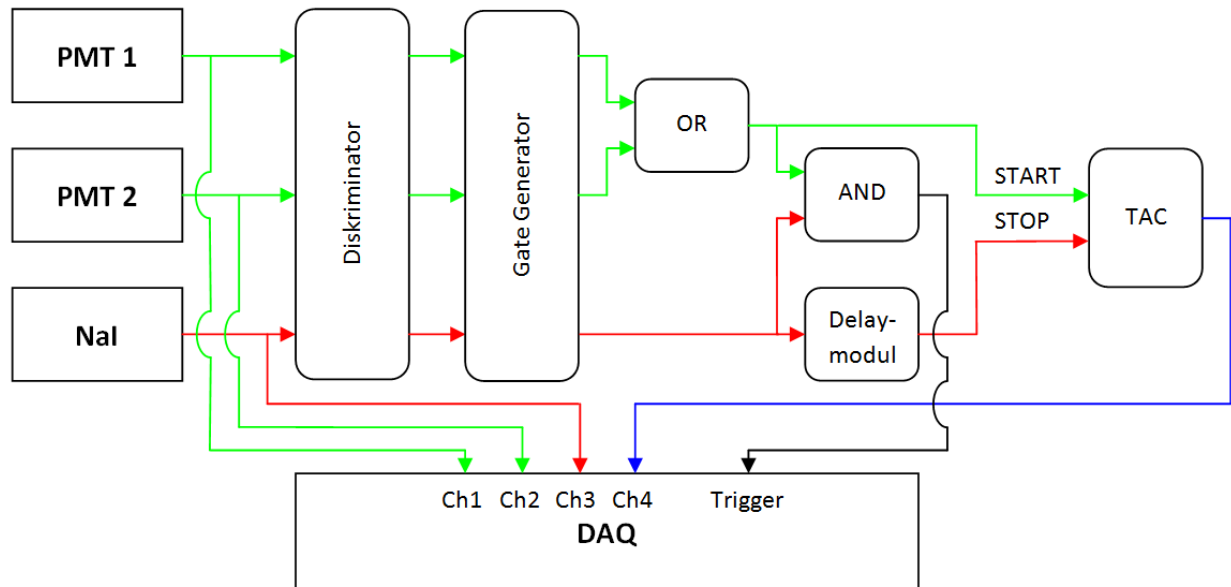 PMT 1
PMT 2
NaI
Diskriminator
Gate Generator
OR
AND
Delay-
modul
START
STOP
TAC
Ch1 Ch2 Ch3 Ch4 Trigger
DAQ